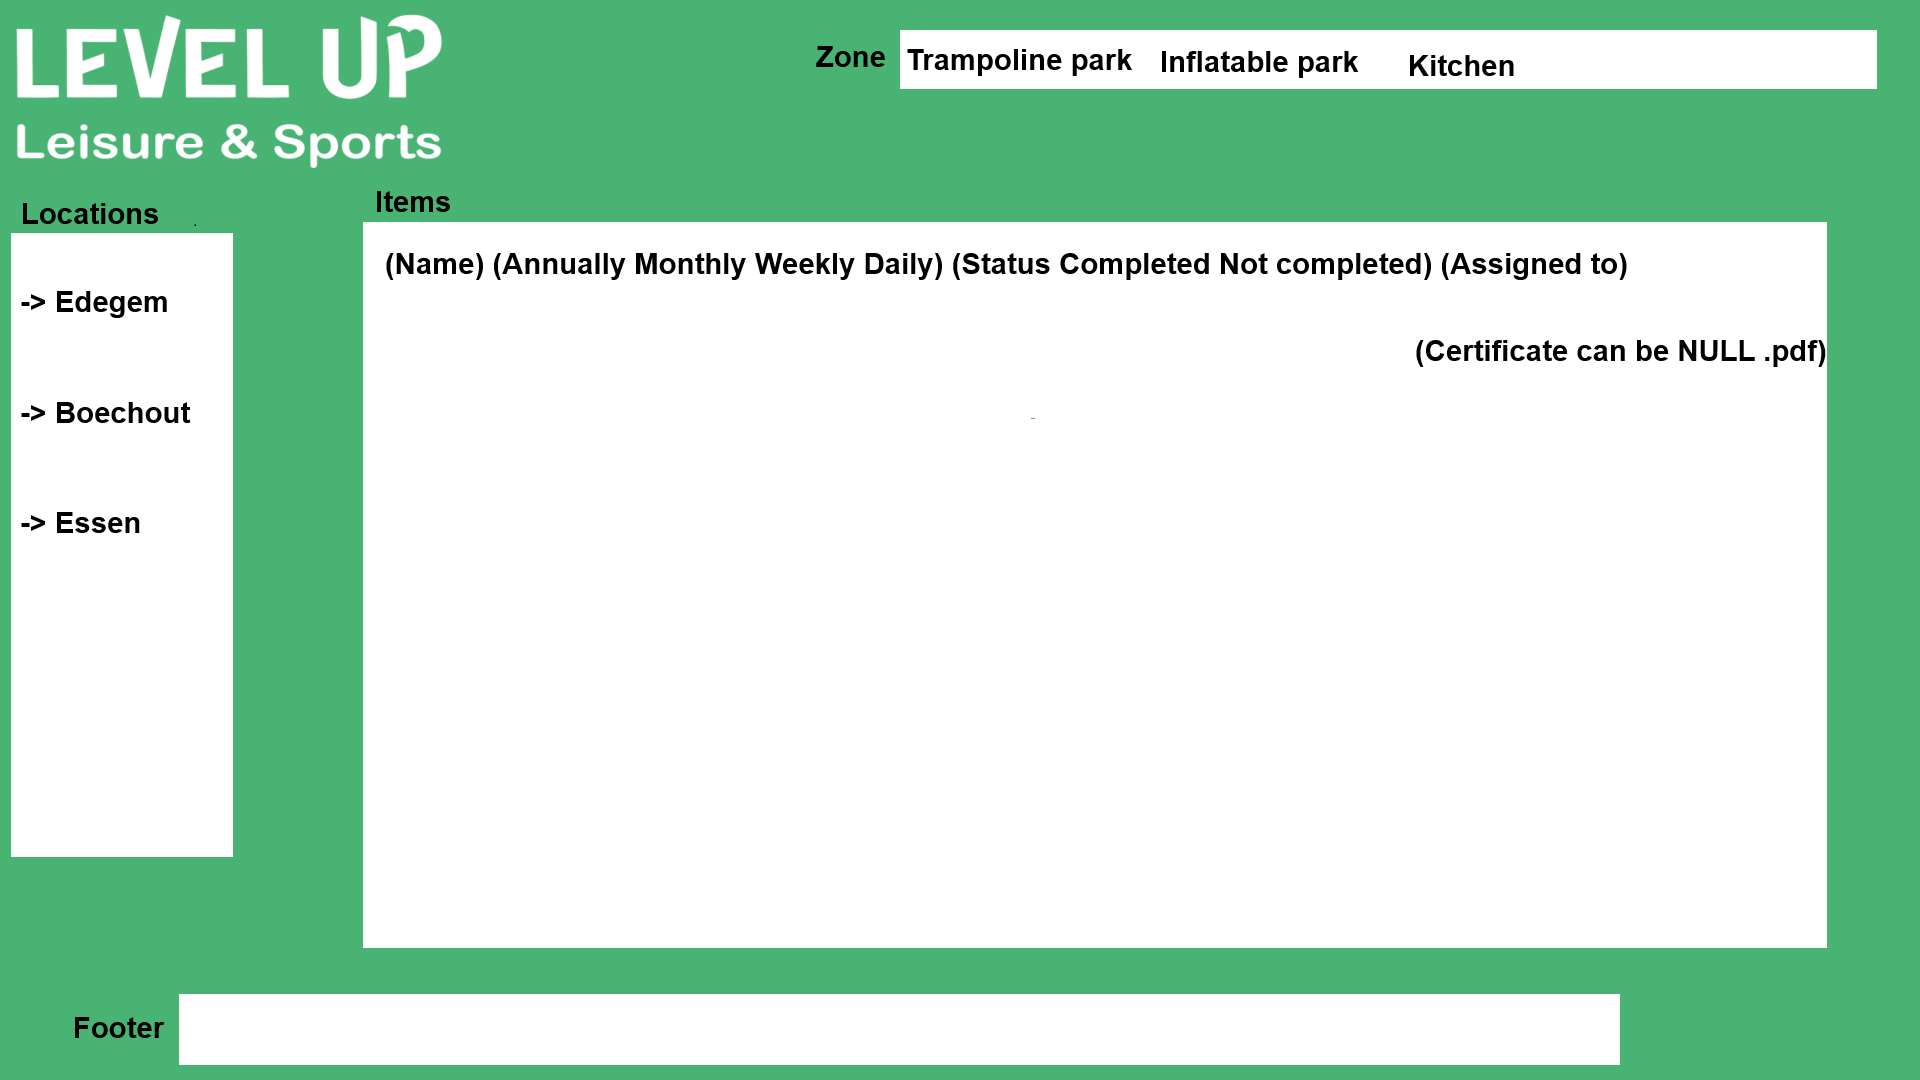 LEVEL UP
Leisure & Sports
Zone
Trampoline park
Inflatable park
Kitchen
Locations
-> Edegem
-> Boechout
-> Essen
Items
(Name) (Annually Monthly Weekly Daily) (Status Completed Not completed) (Assigned to)
(Certificate can be NULL .pdf)
Footer